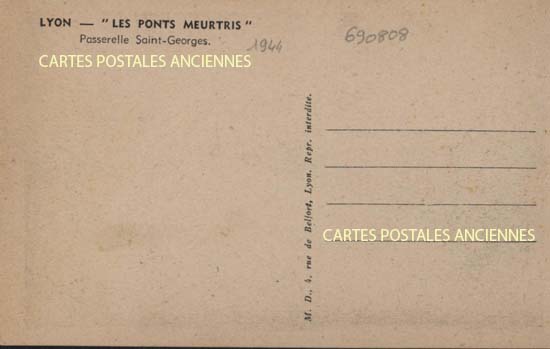 LYON — "LES PONTS MEURTRIS"
Passerelle Saint-Georges.
1944
690808
CARTES POSTALES ANCIENNES
M. D., 4, rue de Belfort, Lyon. Repr. interdite.
CARTES POSTALES ANCIENNES